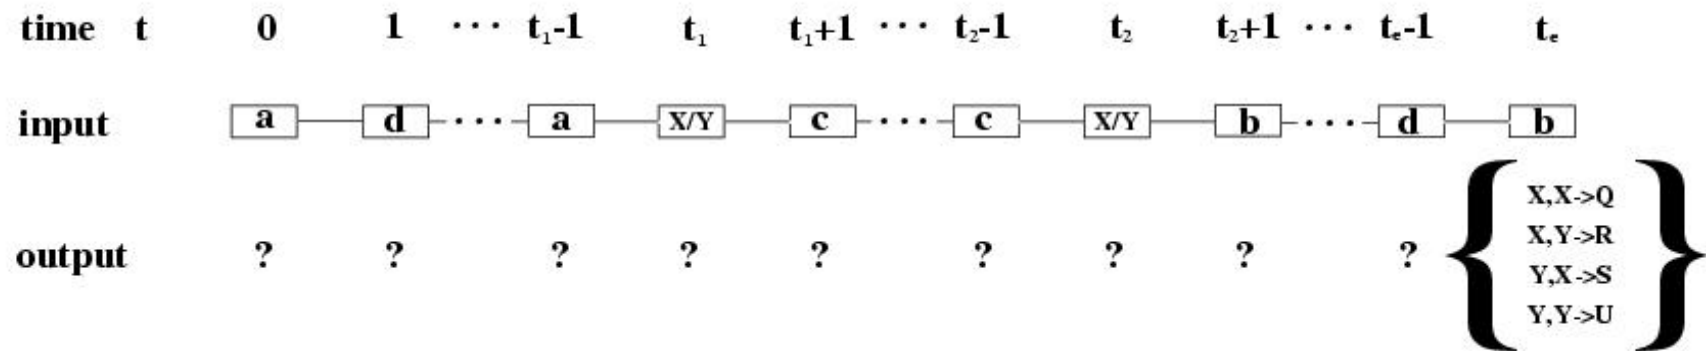 time t 0 1 ··· t₁-1 t₁ t₁+1 ··· t₂-1 t₂ t₂+1 ··· tₑ-1 tₑ
input a d ··· a X/Y c ··· c X/Y b ··· d b
X,X->Q
X,Y->R
output ? ? ? ? ? ? ? ? ?
Y,X->S
Y,Y->U